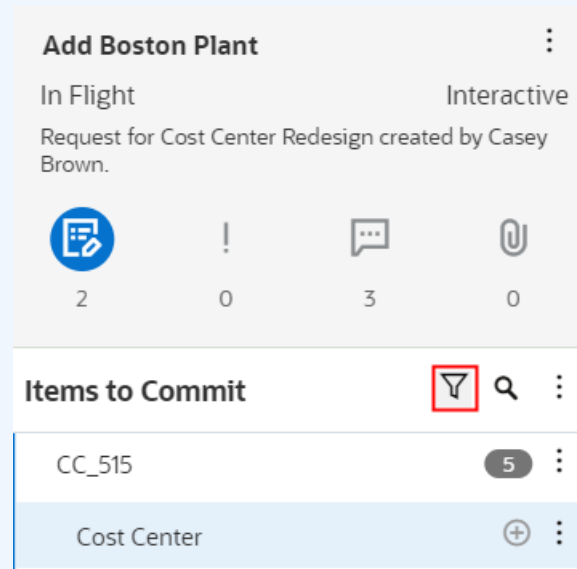 Add Boston Plant
In Flight Interactive
Request for Cost Center Redesign created by Casey
Brown.
2 0 3 0
Items to Commit
CC_515 5
Cost Center